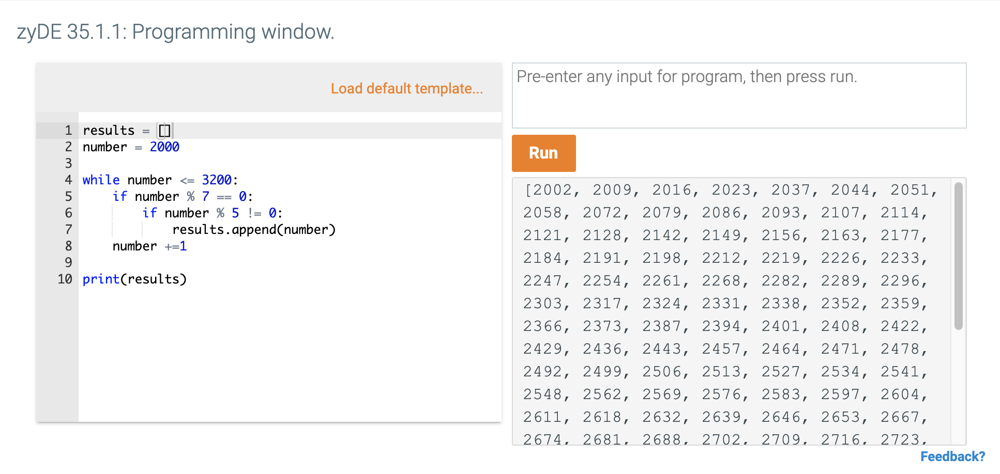 zyDE 35.1.1: Programming window.
Load default template...
1 results = []
2 number = 2000
3
4 while number <= 3200:
5     if number % 7 == 0:
6         if number % 5 != 0:
7             results.append(number)
8     number +=1
9
10 print(results)
Pre-enter any input for program, then press run.
Run
[2002, 2009, 2016, 2023, 2037, 2044, 2051,
2058, 2072, 2079, 2086, 2093, 2107, 2114,
2121, 2128, 2142, 2149, 2156, 2163, 2177,
2184, 2191, 2198, 2212, 2219, 2226, 2233,
2247, 2254, 2261, 2268, 2282, 2289, 2296,
2303, 2317, 2324, 2331, 2338, 2352, 2359,
2366, 2373, 2387, 2394, 2401, 2408, 2422,
2429, 2436, 2443, 2457, 2464, 2471, 2478,
2492, 2499, 2506, 2513, 2527, 2534, 2541,
2548, 2562, 2569, 2576, 2583, 2597, 2604,
2611, 2618, 2632, 2639, 2646, 2653, 2667,
2674, 2681, 2688, 2702, 2709, 2716, 2723,
Feedback?